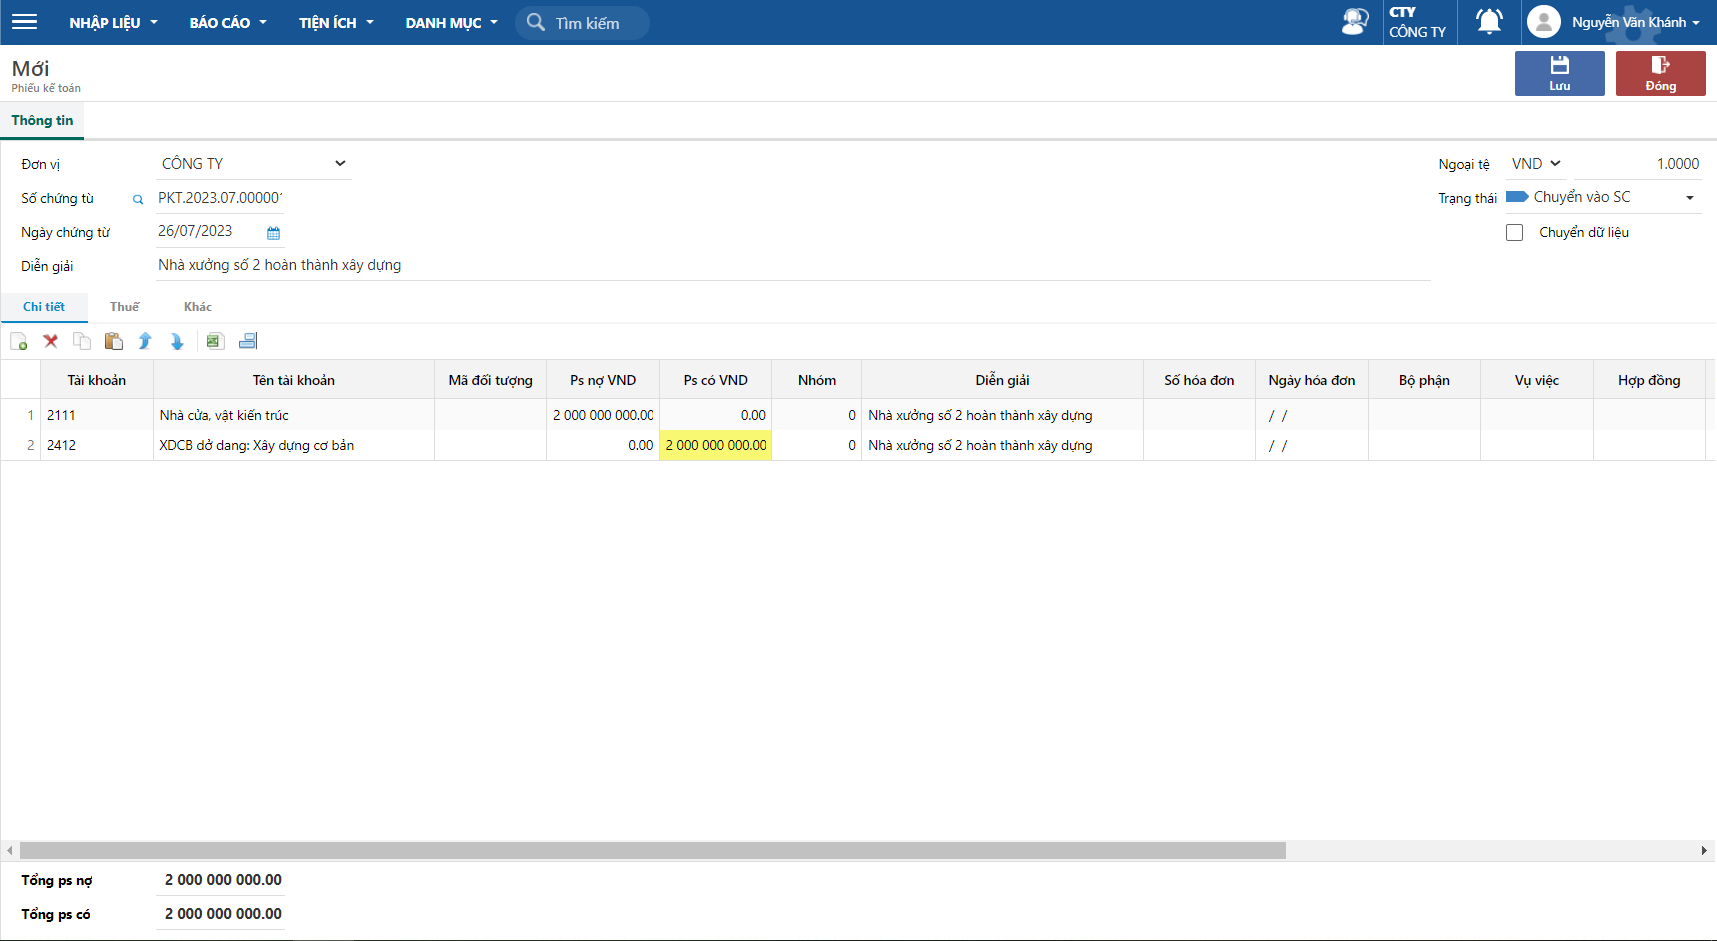 NHẬP LIỆU BÁO CÁO TIỆN ÍCH DANH MỤC Tìm kiếm CTY CÔNG TY Nguyễn Văn Khánh
Mới
Phiếu kế toán
Lưu Đóng
Thông tin
Đơn vị CÔNG TY Ngoại tệ VND 1.0000
Số chứng từ PKT.2023.07.000001 Trạng thái Chuyển vào SC
Ngày chứng từ 26/07/2023 Chuyển dữ liệu
Diễn giải Nhà xưởng số 2 hoàn thành xây dựng
Chi tiết Thuế Khác
Tài khoản Tên tài khoản Mã đối tượng Ps nợ VND Ps có VND Nhóm Diễn giải Số hóa đơn Ngày hóa đơn Bộ phận Vụ việc Hợp đồng
1 2111 Nhà cửa, vật kiến trúc 2 000 000 000.00 0.00 0 Nhà xưởng số 2 hoàn thành xây dựng / /
2 2412 XDCB dở dang: Xây dựng cơ bản 0.00 2 000 000 000.00 0 Nhà xưởng số 2 hoàn thành xây dựng / /
Tổng ps nợ 2 000 000 000.00
Tổng ps có 2 000 000 000.00